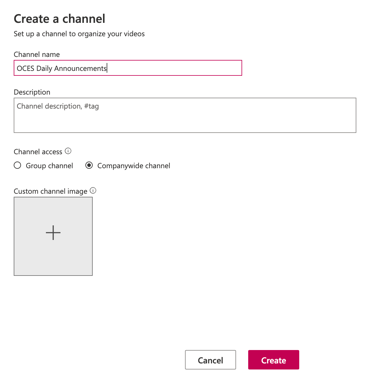 Create a channel
Set up a channel to organize your videos
Channel name
OCES Daily Announcements
Description
Channel description, #tag
Channel access
Group channel Companywide channel
Custom channel image
Cancel Create